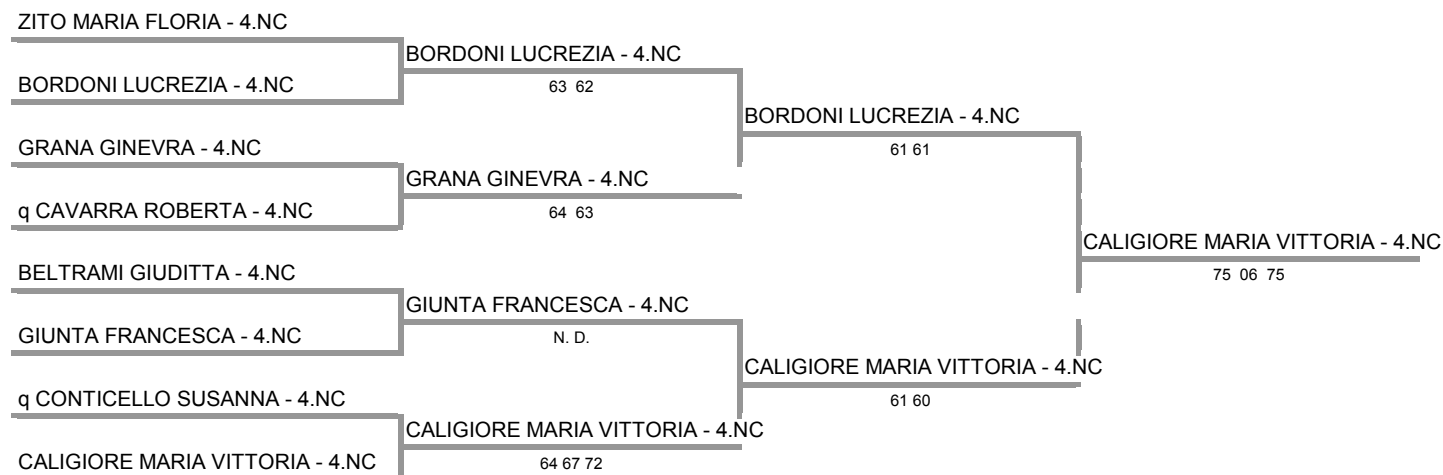 ZITO MARIA FLORIA - 4.NC
BORDONI LUCREZIA - 4.NC
BORDONI LUCREZIA - 4.NC
63 62
BORDONI LUCREZIA - 4.NC
61 61
GRANA GINEVRA - 4.NC
GRANA GINEVRA - 4.NC
64 63
q CAVARRA ROBERTA - 4.NC
CALIGIORE MARIA VITTORIA - 4.NC
75 06 75
BELTRAMI GIUDITTA - 4.NC
GIUNTA FRANCESCA - 4.NC
N. D.
GIUNTA FRANCESCA - 4.NC
CALIGIORE MARIA VITTORIA - 4.NC
61 60
q CONTICELLO SUSANNA - 4.NC
CALIGIORE MARIA VITTORIA - 4.NC
64 67 72
CALIGIORE MARIA VITTORIA - 4.NC